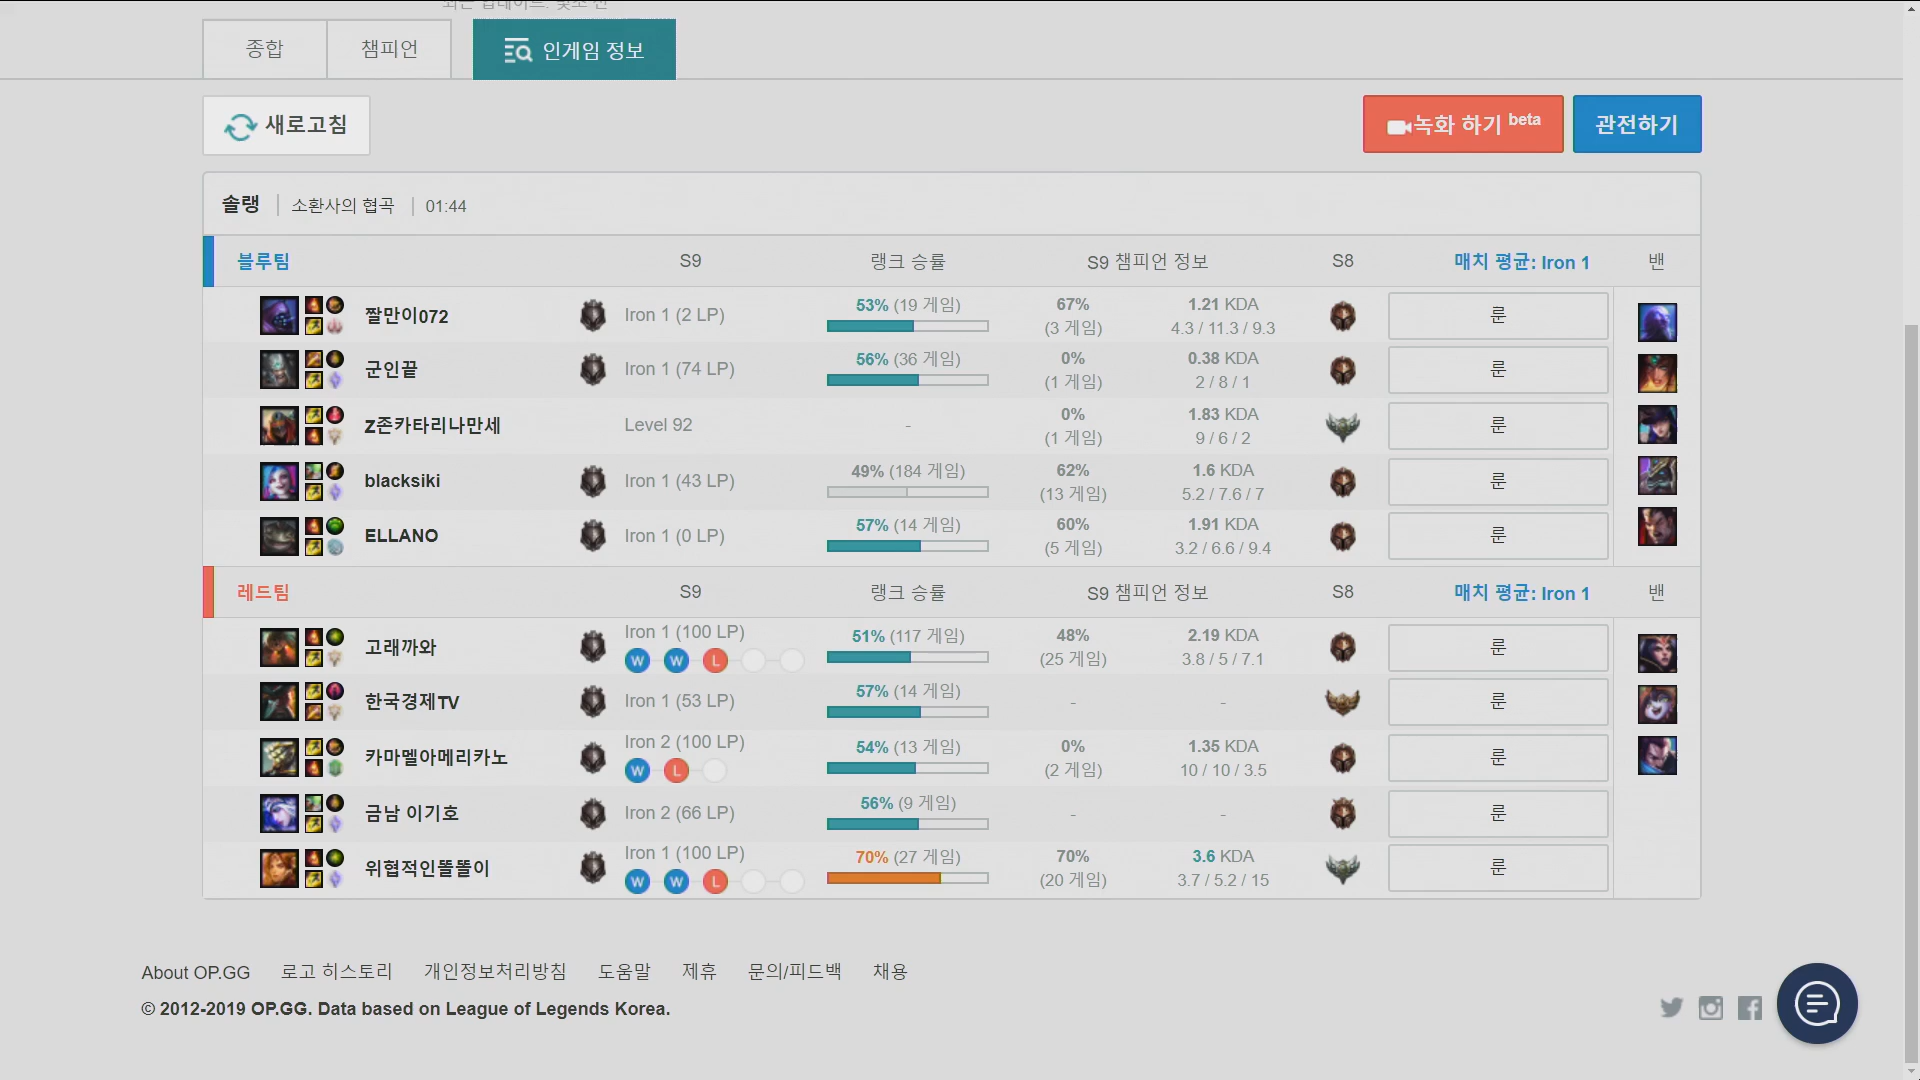 종합
챔피언
인게임 정보
새로고침
녹화 하기 beta
관전하기
솔랭 소환사의 협곡 01:44
블루팀 S9 랭크 승률 S9 챔피언 정보 S8 매치 평균: Iron 1 밴
짤만이072 Iron 1 (2 LP) 53% (19 게임) 67% (3 게임) 1.21 KDA 4.3 / 11.3 / 9.3 룬
군인끝 Iron 1 (74 LP) 56% (36 게임) 0% (1 게임) 0.38 KDA 2 / 8 / 1 룬
Z존카타리나만세 Level 92 - 0% (1 게임) 1.83 KDA 9 / 6 / 2 룬
blacksiki Iron 1 (43 LP) 49% (184 게임) 62% (13 게임) 1.6 KDA 5.2 / 7.6 / 7 룬
ELLANO Iron 1 (0 LP) 57% (14 게임) 60% (5 게임) 1.91 KDA 3.2 / 6.6 / 9.4 룬
레드팀 S9 랭크 승률 S9 챔피언 정보 S8 매치 평균: Iron 1 밴
고래까와 Iron 1 (100 LP) W W L 51% (117 게임) 48% (25 게임) 2.19 KDA 3.8 / 5 / 7.1 룬
한국경제TV Iron 1 (53 LP) 57% (14 게임) - - 룬
카마멜아메리카노 Iron 2 (100 LP) W L 54% (13 게임) 0% (2 게임) 1.35 KDA 10 / 10 / 3.5 룬
금남 이기호 Iron 2 (66 LP) 56% (9 게임) - - 룬
위협적인똘똘이 Iron 1 (100 LP) W W L 70% (27 게임) 70% (20 게임) 3.6 KDA 3.7 / 5.2 / 15 룬
About OP.GG 로고 히스토리 개인정보처리방침 도움말 제휴 문의/피드백 채용
© 2012-2019 OP.GG. Data based on League of Legends Korea.